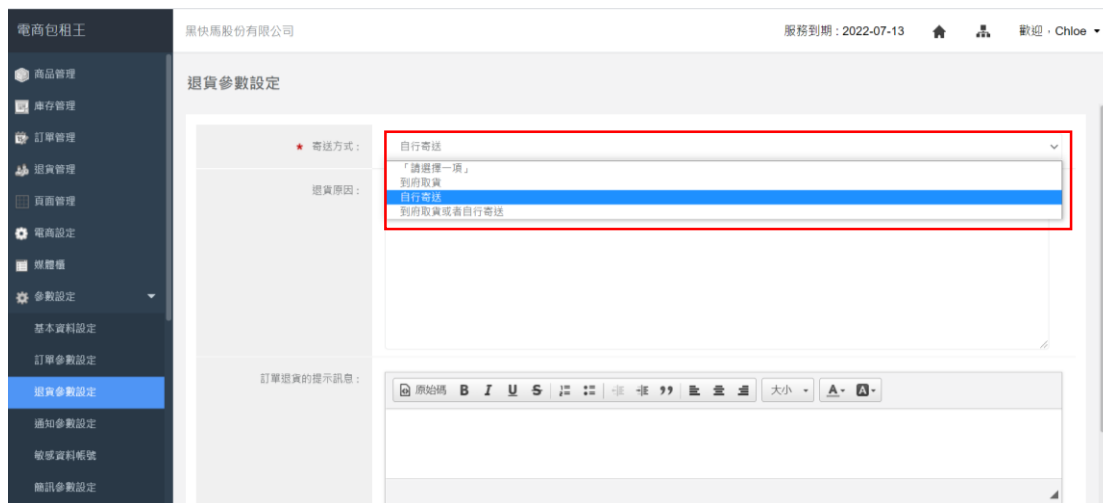 電商包租王
黑快馬股份有限公司
服務到期：2022-07-13
歡迎，Chloe
商品管理
庫存管理
訂單管理
退貨管理
頁面管理
電商設定
媒體櫃
參數設定
基本資料設定
訂單參數設定
退貨參數設定
通知參數設定
敏感資料帳號
簡訊參數設定
退貨參數設定
* 寄送方式：
自行寄送
「請選擇一項」
到府取貨
自行寄送
到府取貨或者自行寄送
退貨原因：
訂單退貨的提示訊息：
原始碼 B I U S 大小 A A